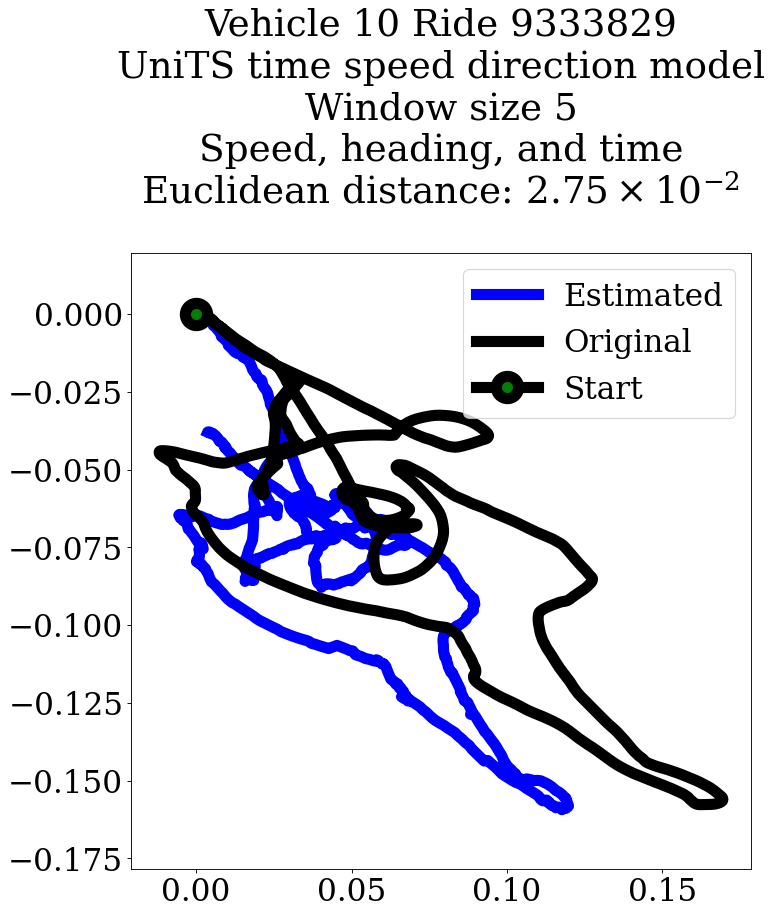 Vehicle 10 Ride 9333829
UniTS time speed direction model
Window size 5
Speed, heading, and time
Euclidean distance: 2.75 × 10⁻²
Estimated
Original
Start
0.000
−0.025
−0.050
−0.075
−0.100
−0.125
−0.150
−0.175
0.00 0.05 0.10 0.15